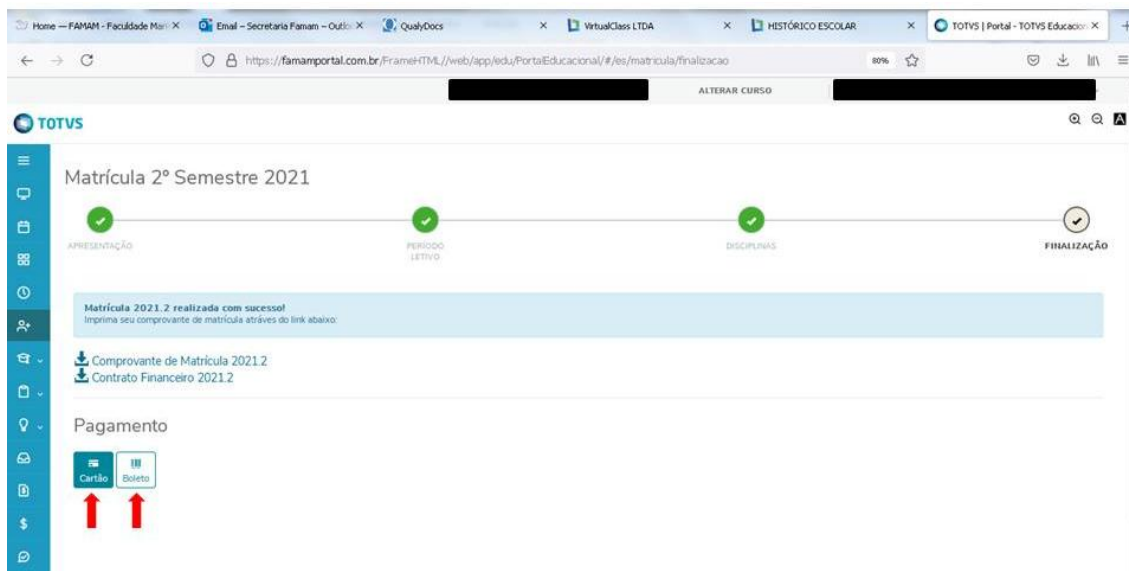 Home — FAMAM - Faculdade Mari
Email – Secretaria Famam – Outlo
QualyDocs
VirtualClass LTDA
HISTÓRICO ESCOLAR
TOTVS | Portal - TOTVS Educacion
https://famamportal.com.br/FrameHTML//web/app/edu/PortalEducacional/#/es/matricula/finalizacao
80%
ALTERAR CURSO
TOTVS
A
Matrícula 2º Semestre 2021
APRESENTAÇÃO
PERÍODO
LETIVO
DISCIPLINAS
FINALIZAÇÃO
Matrícula 2021.2 realizada com sucesso!
Imprima seu comprovante de matrícula atráves do link abaixo:
Comprovante de Matrícula 2021.2
Contrato Financeiro 2021.2
Pagamento
Cartão
Boleto